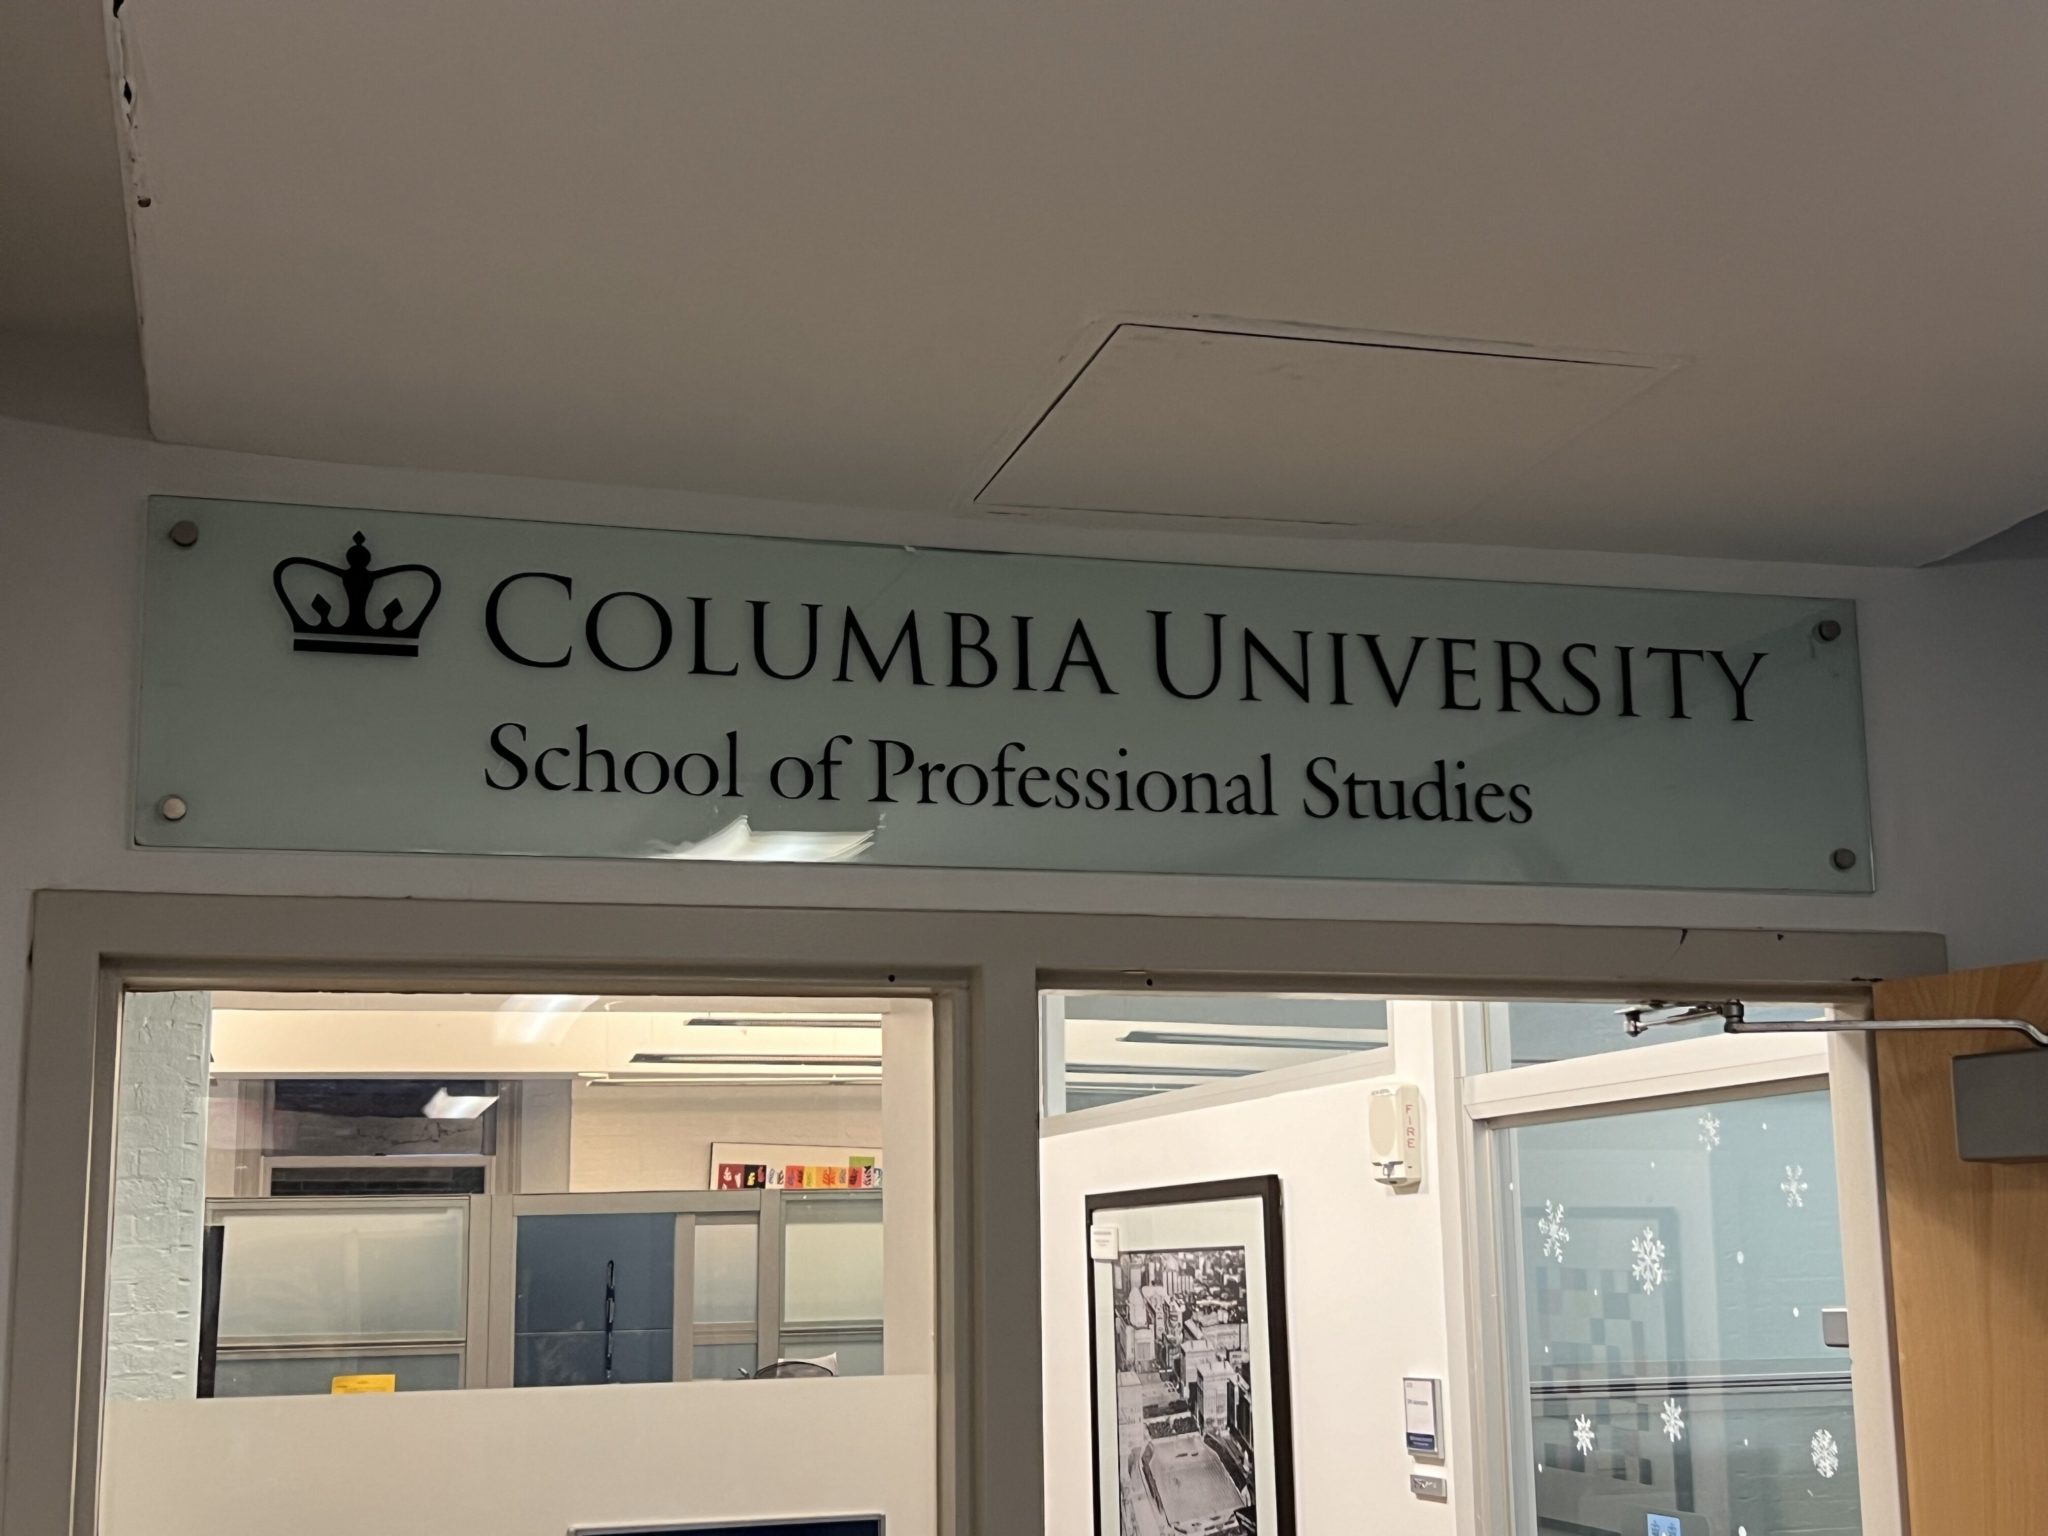 COLUMBIA UNIVERSITY
School of Professional Studies
FIRE